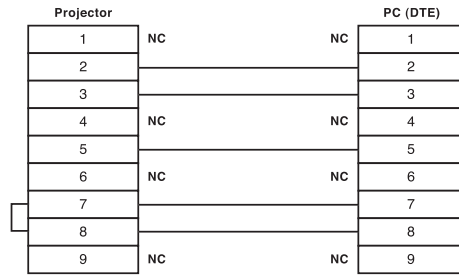 Projector PC (DTE)
1 NC NC 1
2 2
3 3
4 NC NC 4
5 5
6 NC NC 6
7 7
8 8
9 NC NC 9